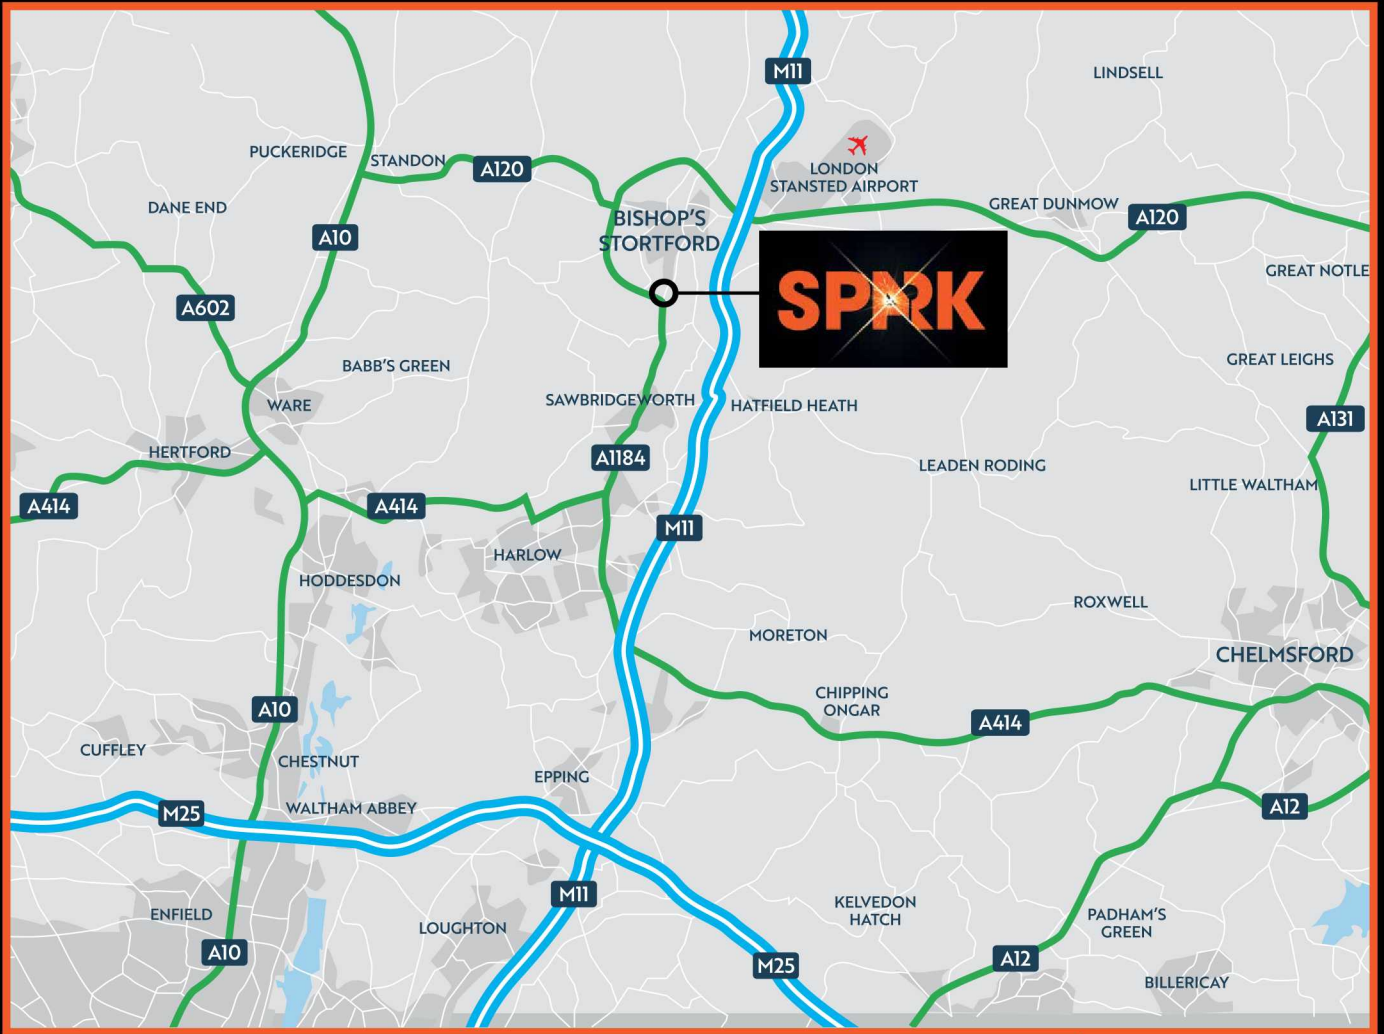 M11
LINDSELL
PUCKERIDGE
STANDON
A120
LONDON
STANSTED AIRPORT
DANE END
BISHOP'S
STORTFORD
GREAT DUNMOW
A120
A10
SPARK
GREAT NOTLE
A602
BABB'S GREEN
GREAT LEIGHS
WARE
SAWBRIDGEWORTH
HATFIELD HEATH
A131
HERTFORD
A1184
LEADEN RODING
LITTLE WALTHAM
A414
A414
M11
HARLOW
HODDESDON
ROXWELL
MORETON
CHELMSFORD
CHIPPING
ONGAR
A10
A414
CUFFLEY
CHESTNUT
EPPING
M25
WALTHAM ABBEY
A12
M11
ENFIELD
LOUGHTON
KELVEDON
HATCH
PADHAM'S
GREEN
A10
M25
A12
BILLERICAY